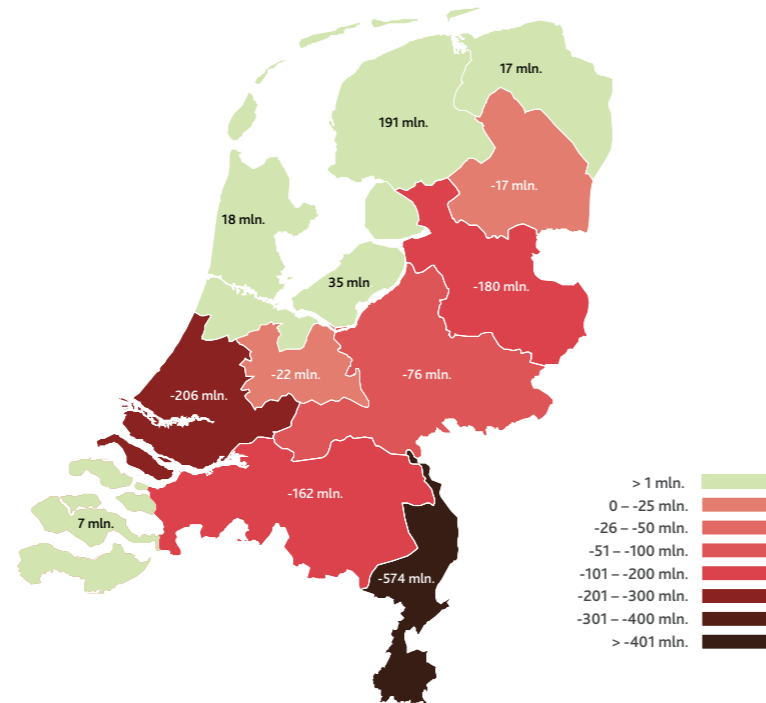 17 mln.
191 mln.
-17 mln.
18 mln.
35 mln
-180 mln.
-22 mln.
-76 mln.
-206 mln.
-162 mln.
7 mln.
-574 mln.
> 1 mln.
0 – -25 mln.
-26 – -50 mln.
-51 – -100 mln.
-101 – -200 mln.
-201 – -300 mln.
-301 – -400 mln.
> -401 mln.